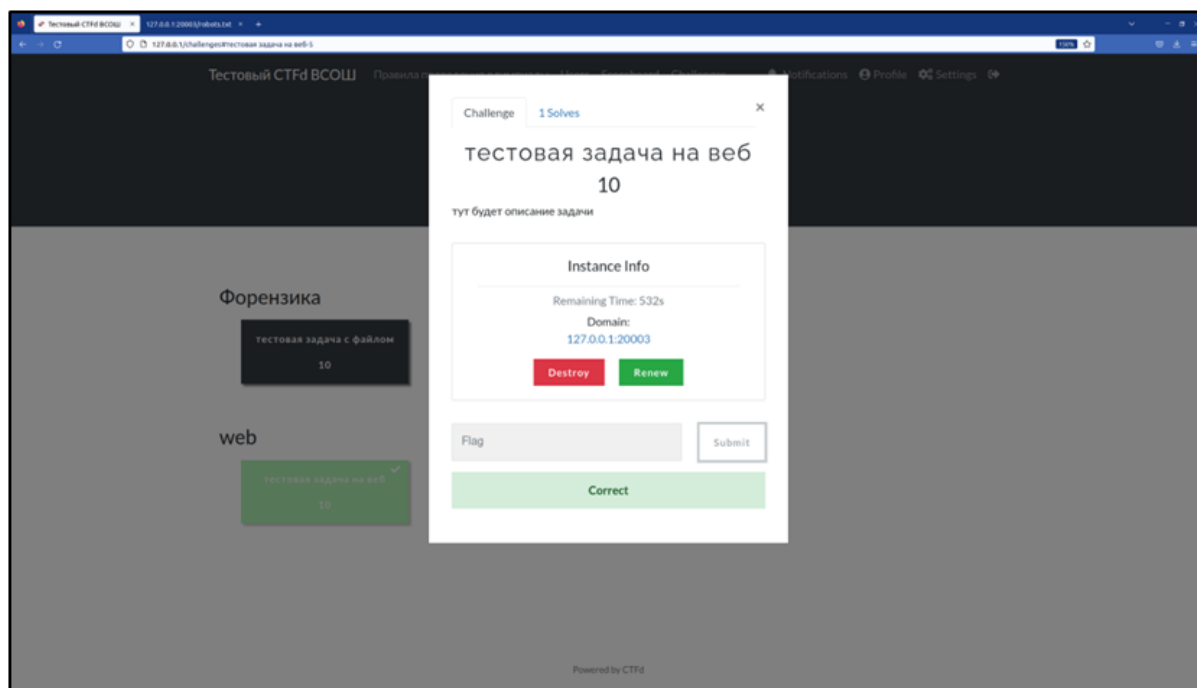 Тестовый CTFd ВСОШ
127.0.0.1:20003/robots.txt
127.0.0.1/challenges#тестовая задача на веб-5
150%
Тестовый CTFd ВСОШ Правила Notifications Profile Settings
Challenge 1 Solves
тестовая задача на веб
10
тут будет описание задачи
Instance Info
Remaining Time: 532s
Domain:
127.0.0.1:20003
Destroy Renew
Flag Submit
Correct
Форензика
тестовая задача с файлом
10
web
тестовая задача на веб
10
Powered by CTFd